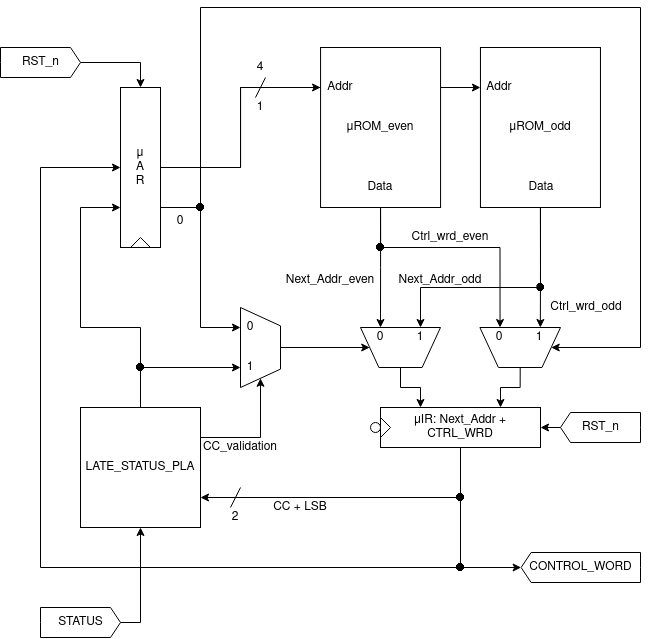 RST_n
4
1
Addr
Addr
μ
A
R
μROM_even
μROM_odd
Data
Data
0
Ctrl_wrd_even
Next_Addr_even
Next_Addr_odd
Ctrl_wrd_odd
0
0
1
0
1
1
μIR: Next_Addr +
CTRL_WRD
RST_n
CC_validation
LATE_STATUS_PLA
CC + LSB
2
CONTROL_WORD
STATUS